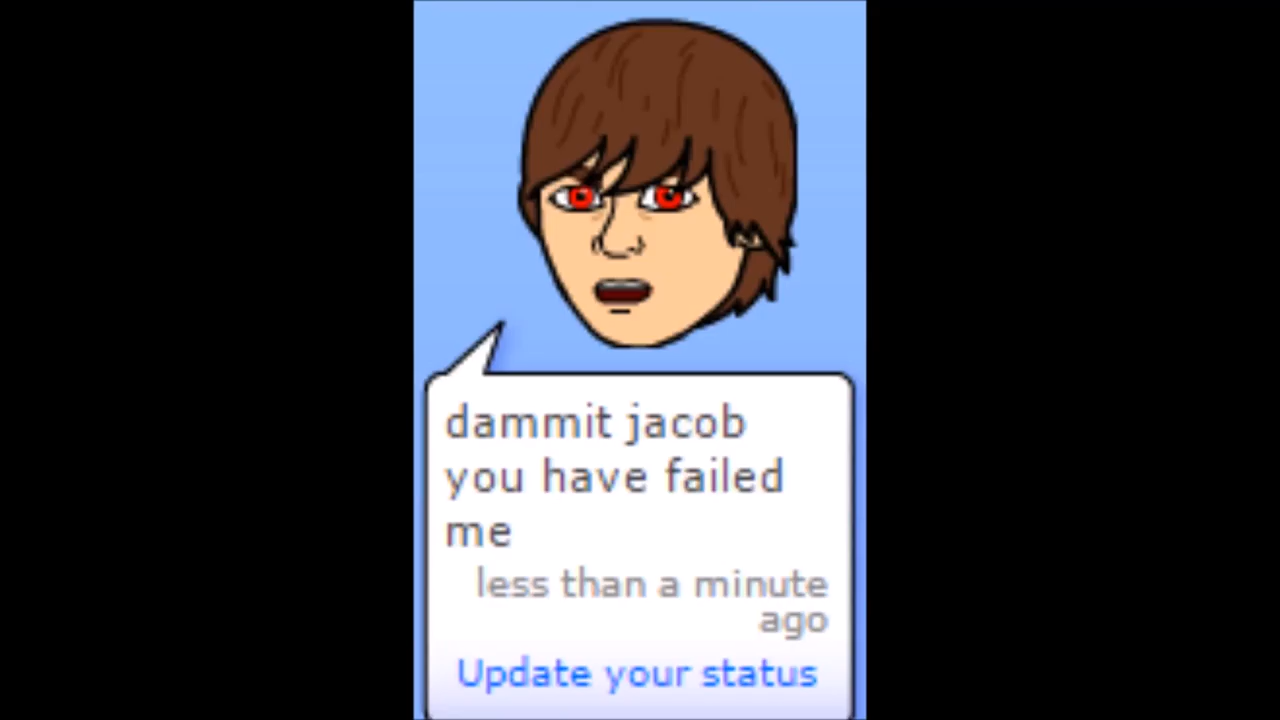 dammit jacob
you have failed
me
less than a minute
ago
Update your status